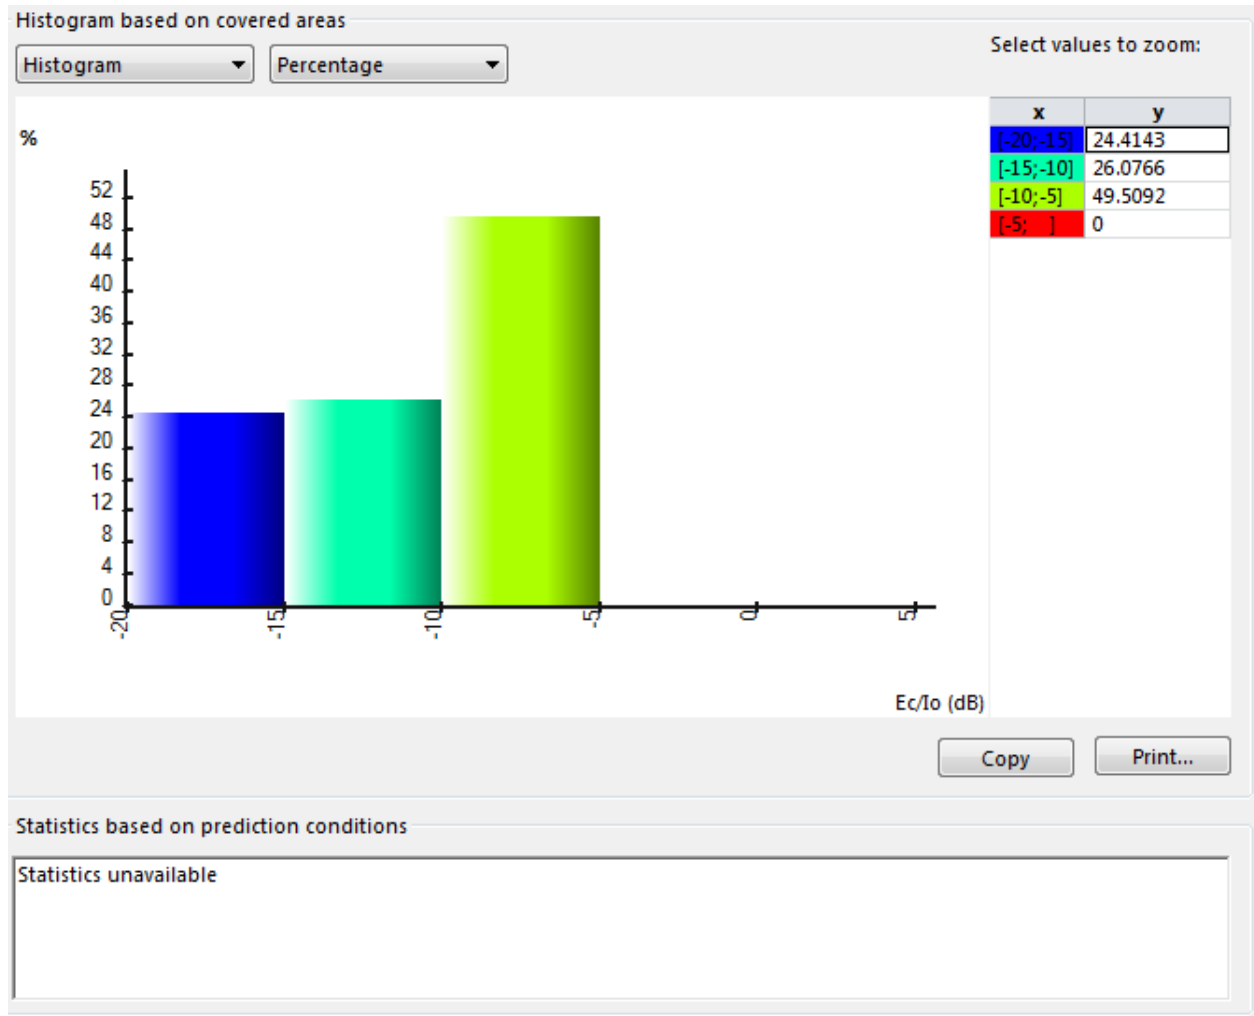 Histogram based on covered areas
Histogram
Percentage
Select values to zoom:
%
52
48
44
40
36
32
28
24
20
16
12
8
4
0
-20
-15
-10
-5
0
5
Ec/Io (dB)
x y
[-20;-15] 24.4143
[-15;-10] 26.0766
[-10;-5] 49.5092
[-5; ] 0
Copy
Print...
Statistics based on prediction conditions
Statistics unavailable